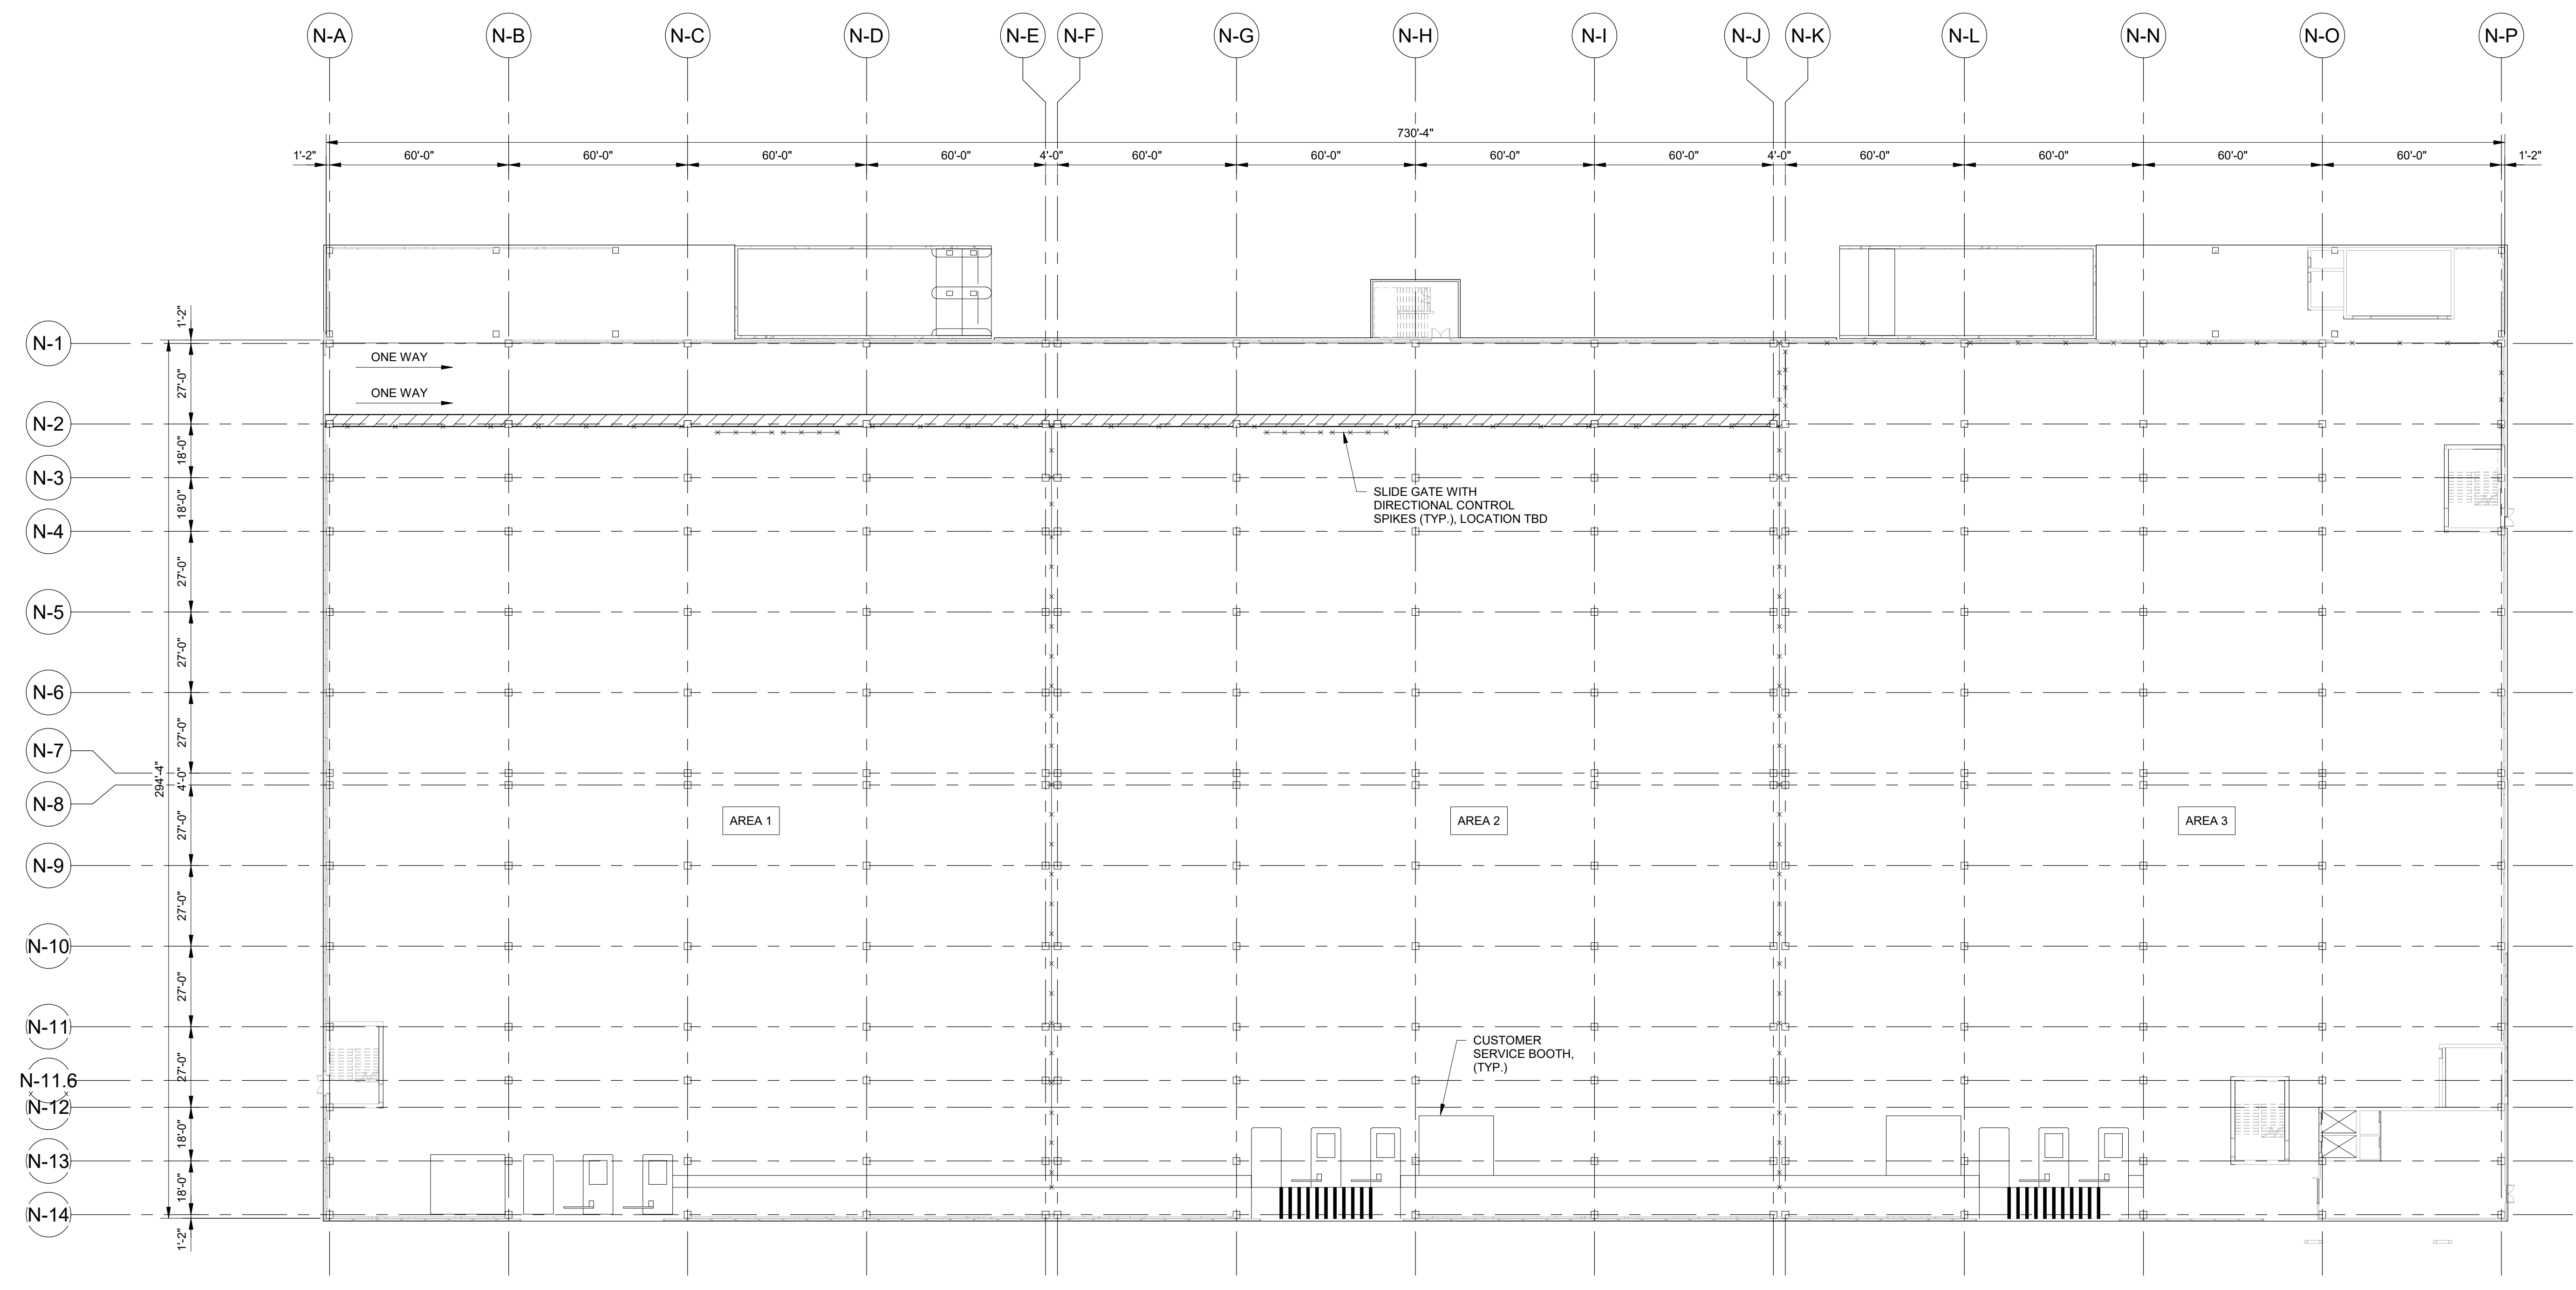 N-A N-B N-C N-D N-E N-F N-G N-H N-I N-J N-K N-L N-N N-O N-P
730'-4"
1'-2" 60'-0" 60'-0" 60'-0" 60'-0" 4'-0" 60'-0" 60'-0" 60'-0" 60'-0" 4'-0" 60'-0" 60'-0" 60'-0" 60'-0" 1'-2"
1'-2"
N-1
ONE WAY
27'-0"
ONE WAY
N-2
18'-0"
N-3
SLIDE GATE WITH
DIRECTIONAL CONTROL
SPIKES (TYP.), LOCATION TBD
18'-0"
N-4
27'-0"
N-5
27'-0"
N-6
27'-0"
N-7
294'-4"
4'-0"
N-8
27'-0"
AREA 1
AREA 2
AREA 3
N-9
27'-0"
N-10
27'-0"
N-11
CUSTOMER
SERVICE BOOTH,
(TYP.)
27'-0"
N-11.6
N-12
18'-0"
N-13
18'-0"
N-14
1'-2"